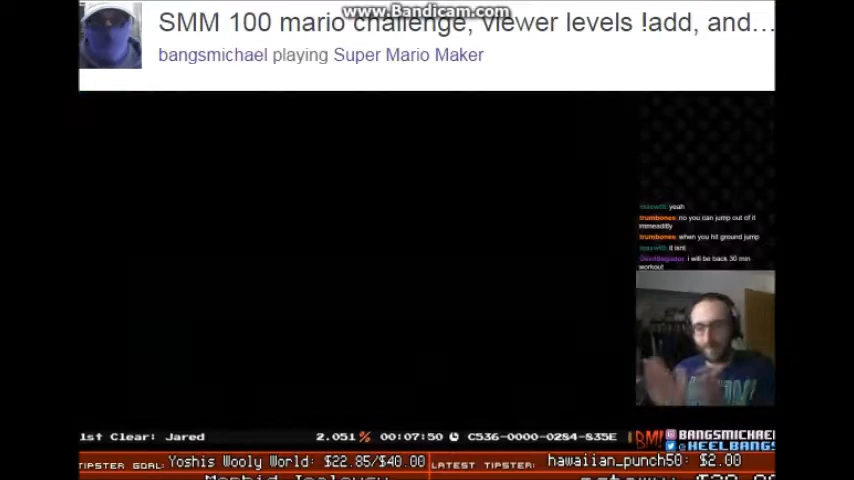 www.Bandicam.com
SMM 100 mario challenge, viewer levels !add, and...
bangsmichael playing Super Mario Maker
yeah
trumbones: no you can jump out of it
immeaditly
trumbones: when you hit ground jump
it isnt
i will be back 30 min
workout
1st Clear: Jared 2.051% 00:07:50 C536-0000-0284-835E BM! BANGSMICHAEL
@HEELBANGS
TIPSTER GOAL: Yoshis Wooly World: $22.85/$40.00 LATEST TIPSTER: hawaiian_punch50: $2.00